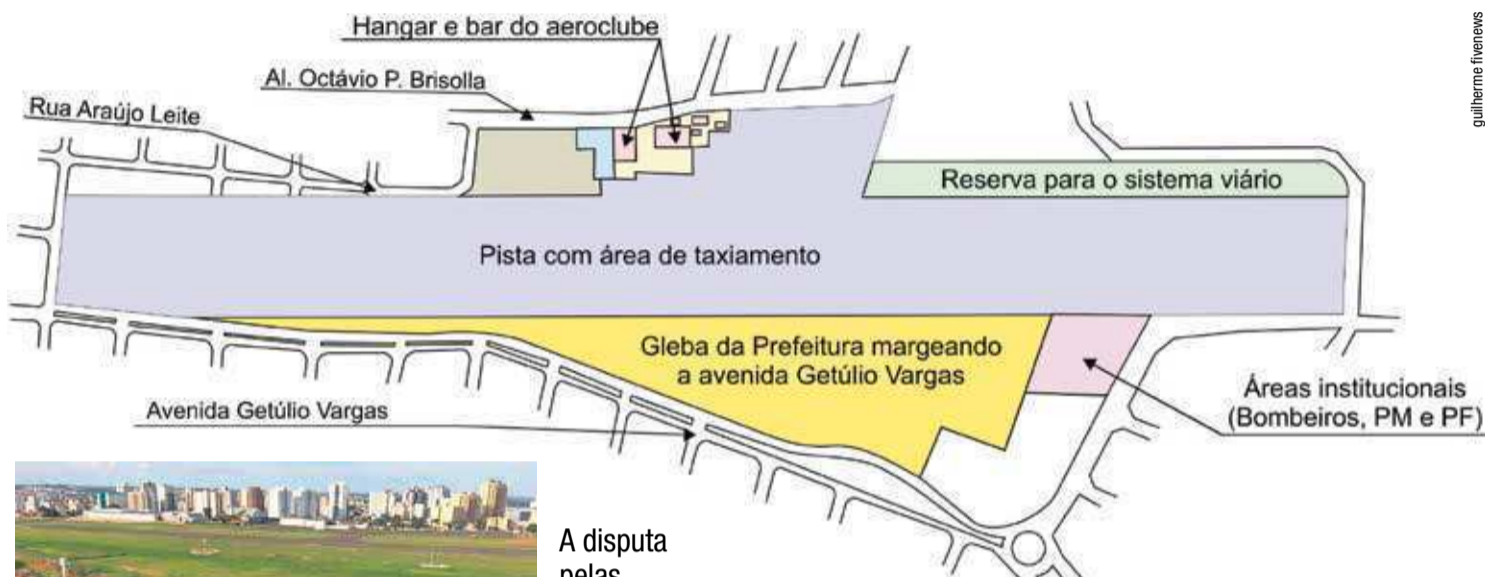 Hangar e bar do aeroclube
Al. Octávio P. Brisolla
Rua Araújo Leite
guilherme fivenews
Reserva para o sistema viário
Pista com área de taxiamento
Gleba da Prefeitura margeando
a avenida Getúlio Vargas
Áreas institucionais
(Bombeiros, PM e PF)
Avenida Getúlio Vargas
A disputa
pelas